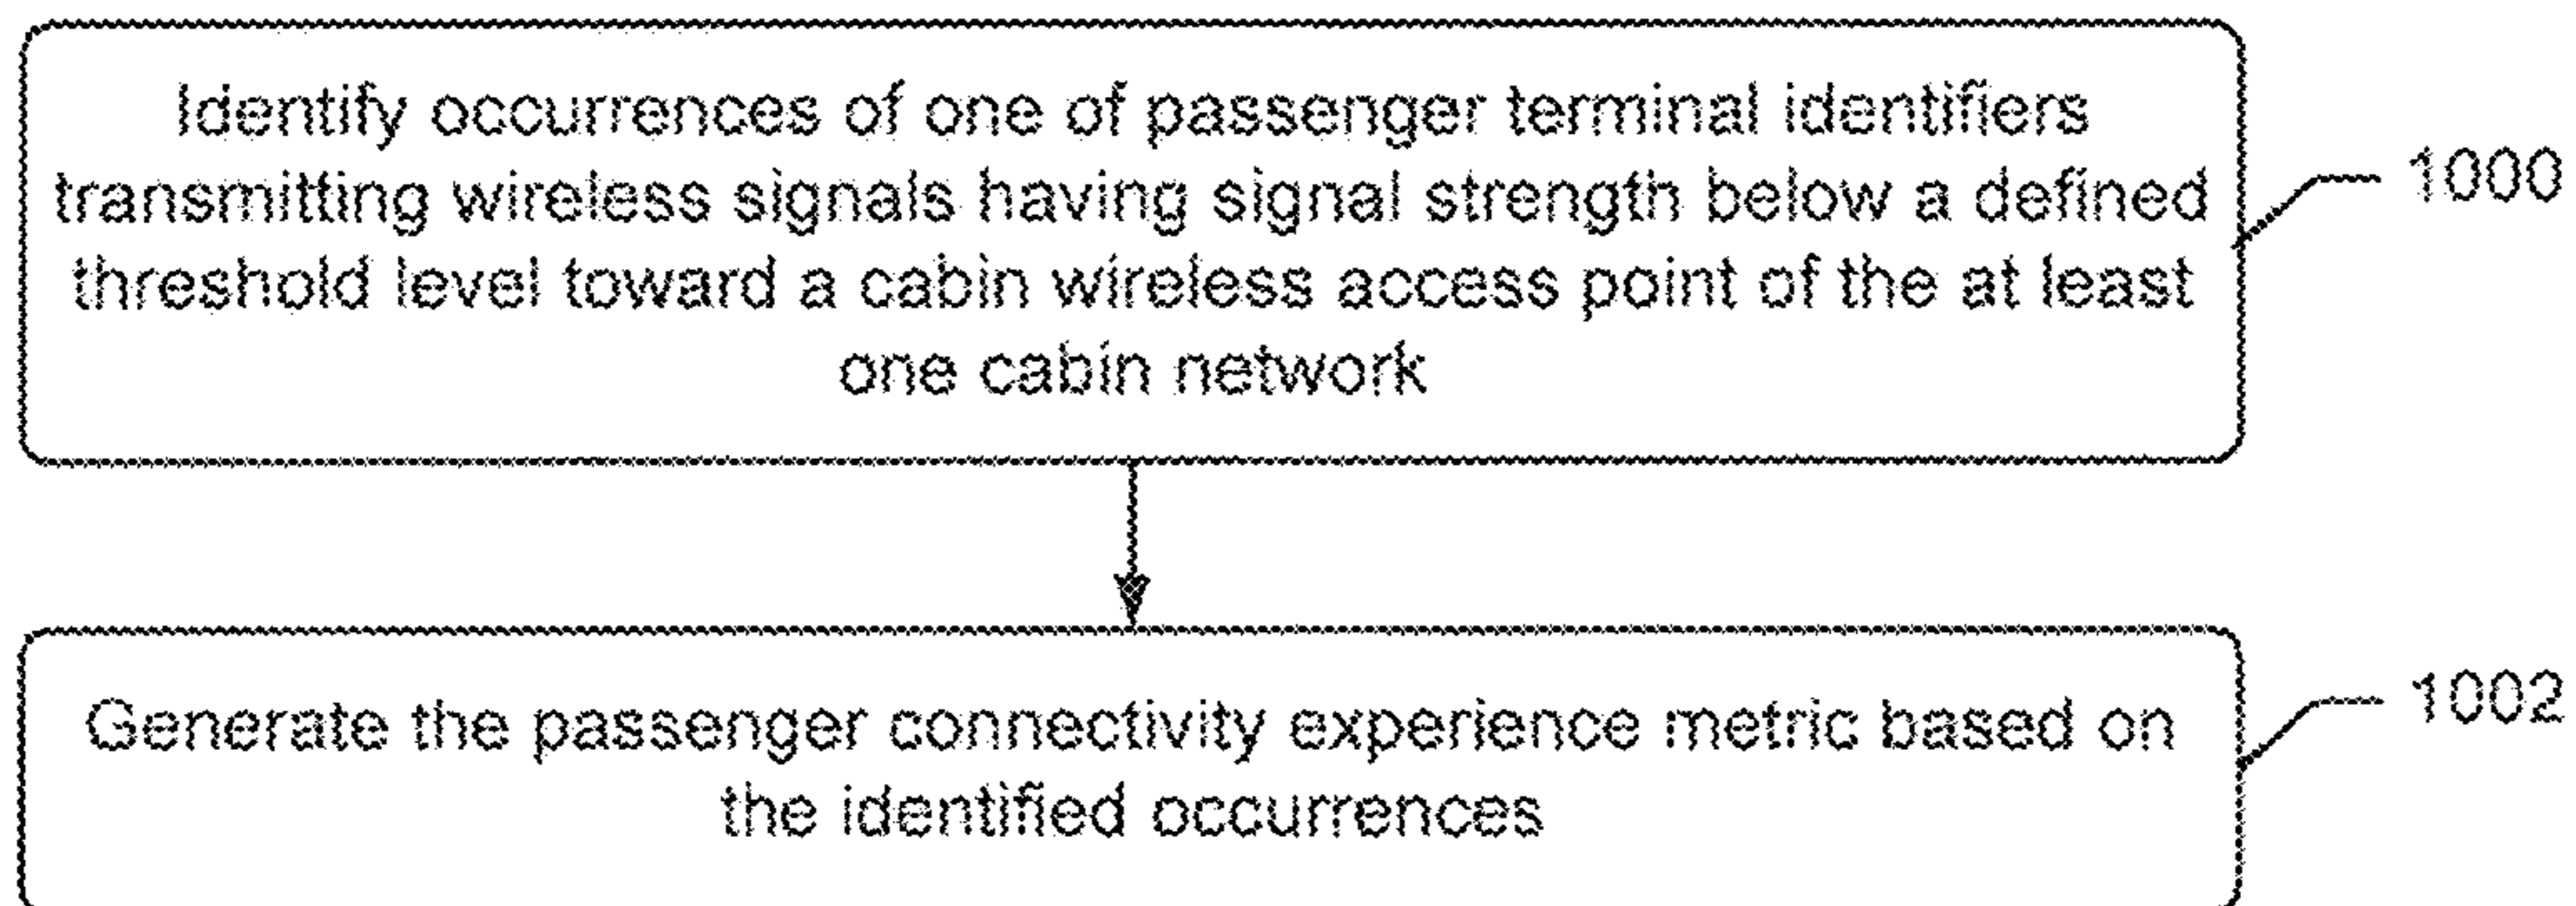 Identify occurrences of one of passenger terminal identifiers
transmitting wireless signals having signal strength below a defined
threshold level toward a cabin wireless access point of the at least
one cabin network
1000
Generate the passenger connectivity experience metric based on
the identified occurrences
1002